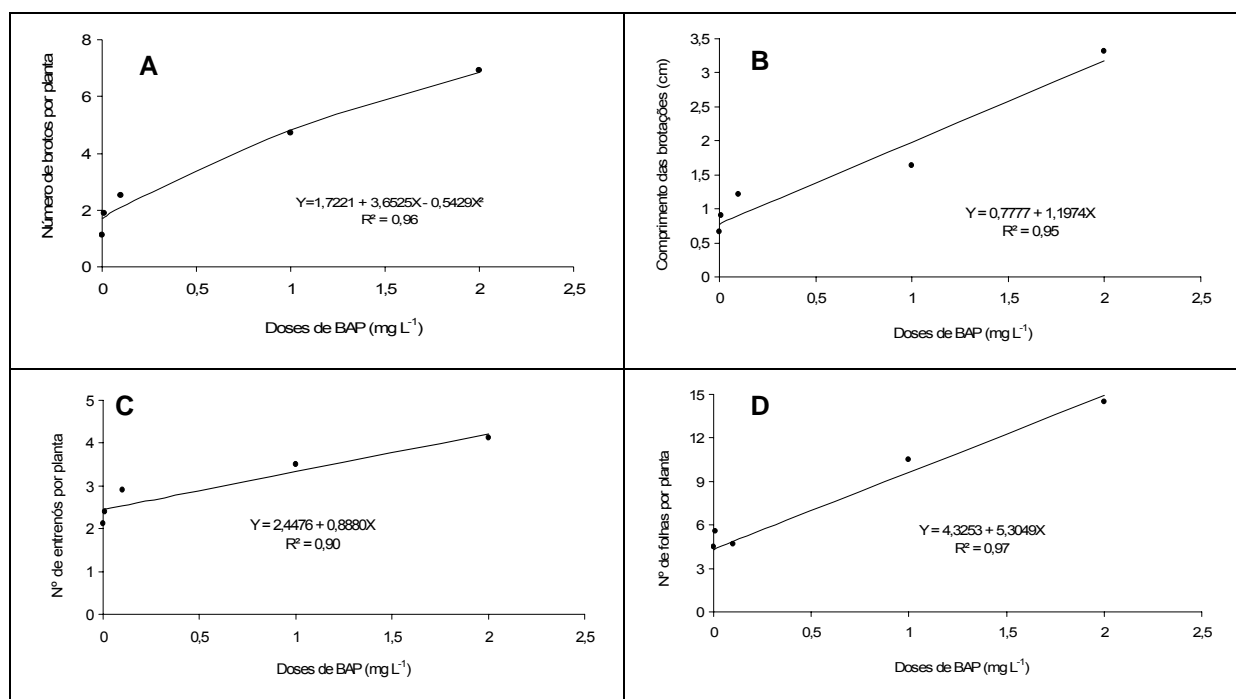 A
Número de brotos por planta
8
6
4
2
0
Y=1,7221 + 3,6525X - 0,5429X²
R² = 0,96
0 0,5 1 1,5 2 2,5
Doses de BAP (mg L⁻¹)
B
Comprimento das brotações (cm)
3,5
3
2,5
2
1,5
1
0,5
0
Y = 0,7777 + 1,1974X
R² = 0,95
0 0,5 1 1,5 2 2,5
Doses de BAP (mg L⁻¹)
C
Nº de entrenós por planta
5
4
3
2
1
0
Y = 2,4476 + 0,8880X
R² = 0,90
0 0,5 1 1,5 2 2,5
Doses de BAP (mg L⁻¹)
D
Nº de folhas por planta
15
12
9
6
3
0
Y = 4,3253 + 5,3049X
R² = 0,97
0 0,5 1 1,5 2 2,5
Doses de BAP (mg L⁻¹)